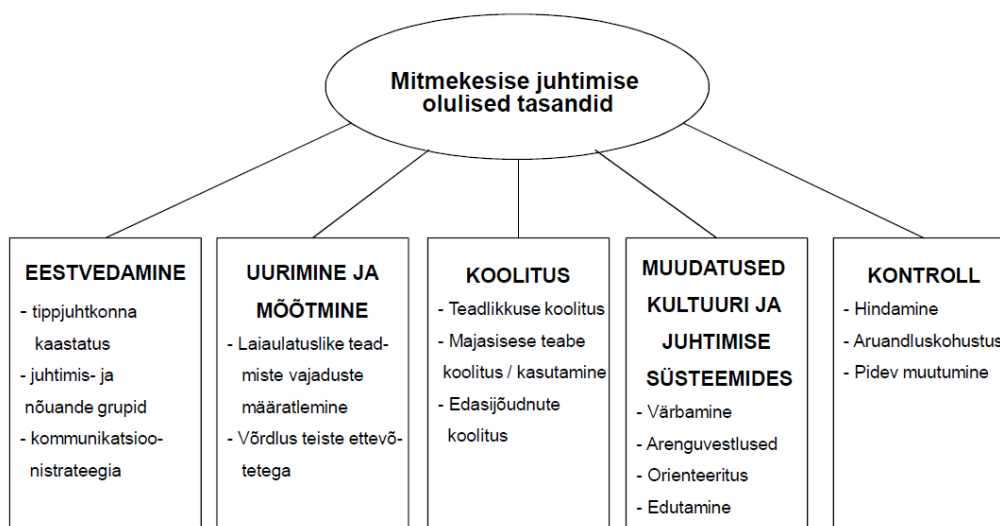 Mitmekesise juhtimise
olulised tasandid
EESTVEDAMINE
- tippjuhtkonna
kaastatus
- juhtimis- ja
nõuande grupid
- kommunikatsioo-
nistrateegia
UURIMINE JA
MÕÕTMINE
- Laiaulatuslike tead-
miste vajaduste
määratlemine
- Võrdlus teiste ettevõ-
tetega
KOOLITUS
- Teadlikkuse koolitus
- Majasisese teabe
koolitus / kasutamine
- Edasijõudnute
koolitus
MUUDATUSED
KULTUURI JA
JUHTIMISE
SÜSTEEMIDES
- Värbamine
- Arenguvestlused
- Orienteeritus
- Edutamine
KONTROLL
- Hindamine
- Aruandluskohustus
- Pidev muutumine